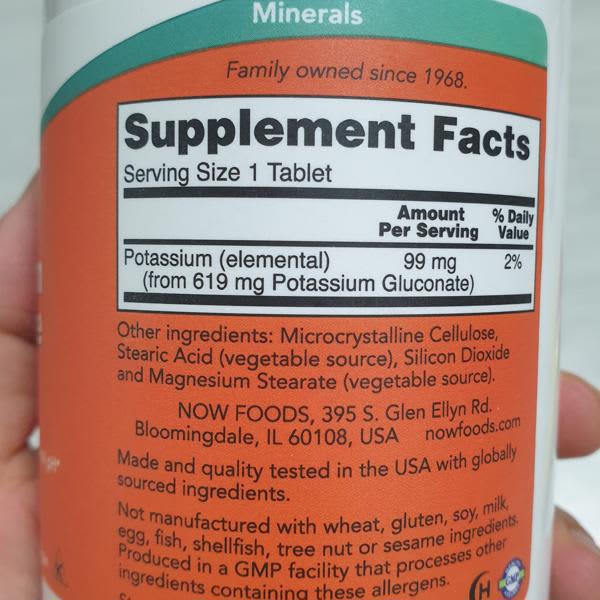 Minerals
Family owned since 1968.
Supplement Facts
Serving Size 1 Tablet
Amount Per Serving
% Daily Value
Potassium (elemental) 99 mg 2%
(from 619 mg Potassium Gluconate)
Other ingredients: Microcrystalline Cellulose,
Stearic Acid (vegetable source), Silicon Dioxide
and Magnesium Stearate (vegetable source).
NOW FOODS, 395 S. Glen Ellyn Rd.
Bloomingdale, IL 60108, USA nowfoods.com
Made and quality tested in the USA with globally
sourced ingredients.
Not manufactured with wheat, gluten, soy, milk,
egg, fish, shellfish, tree nut or sesame ingredients.
Produced in a GMP facility that processes other
ingredients containing these allergens.
K
H
GMP